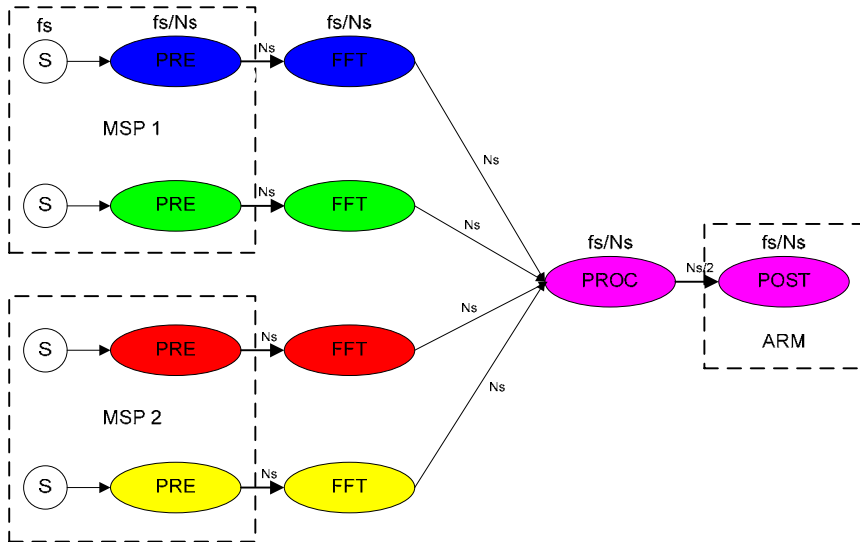 fs
fs/Ns
fs/Ns
S
PRE
Ns
FFT
MSP 1
Ns
S
PRE
Ns
FFT
Ns
fs/Ns
fs/Ns
PROC
Ns/2
POST
ARM
Ns
S
PRE
Ns
FFT
Ns
MSP 2
S
PRE
Ns
FFT